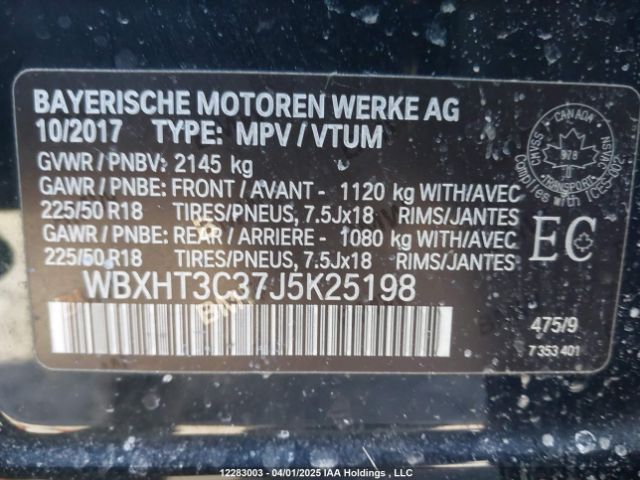 BAYERISCHE MOTOREN WERKE AG
10/2017 TYPE: MPV / VTUM
GVWR / PNBV: 2145 kg
GAWR / PNBE: FRONT / AVANT - 1120 kg WITH/AVEC
225/50 R18 TIRES/PNEUS, 7.5Jx18 RIMS/JANTES
GAWR / PNBE: REAR / ARRIERE - 1080 kg WITH/AVEC
225/50 R18 TIRES/PNEUS, 7.5Jx18 RIMS/JANTES
WBXHT3C37J5K25198
CANADA
CMVSS
NSVAC
978
TRANSPORT
EC
475/9
7 353 401
12283003 - 04/01/2025 IAA Holdings , LLC